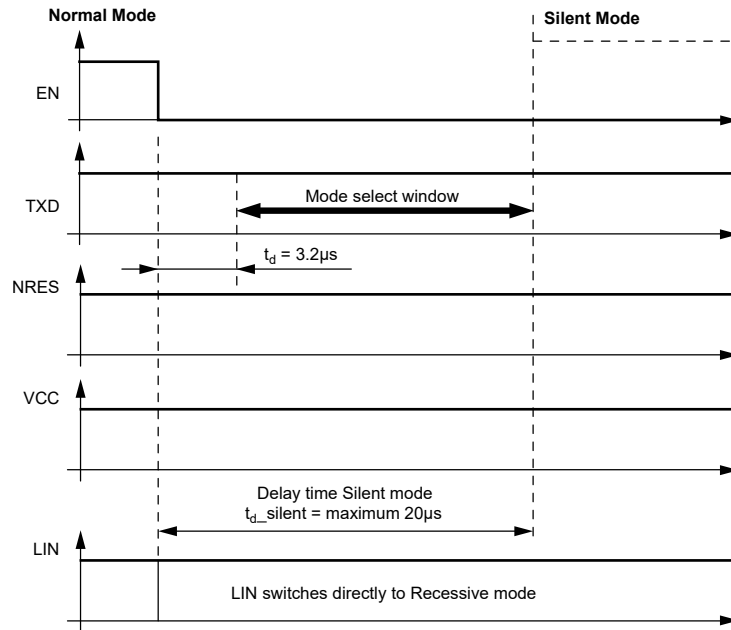 Normal Mode
Silent Mode
EN
TXD
Mode select window
t_d = 3.2μs
NRES
VCC
Delay time Silent mode
t_d_silent = maximum 20μs
LIN
LIN switches directly to Recessive mode